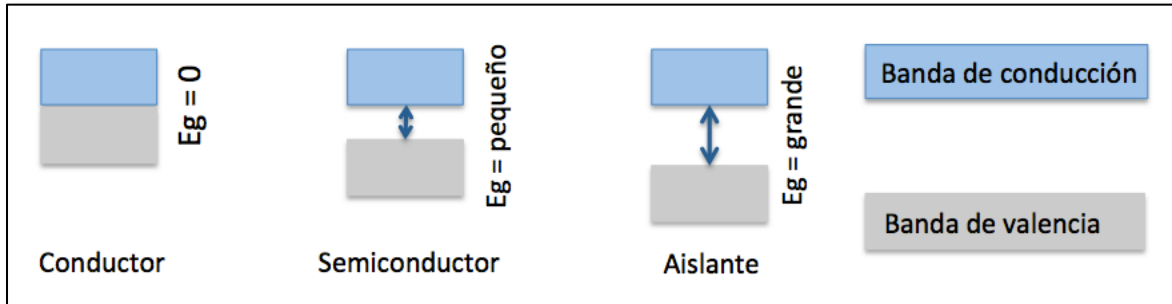 Eg = 0
Eg = pequeño
Eg = grande
Banda de conducción
Banda de valencia
Conductor
Semiconductor
Aislante